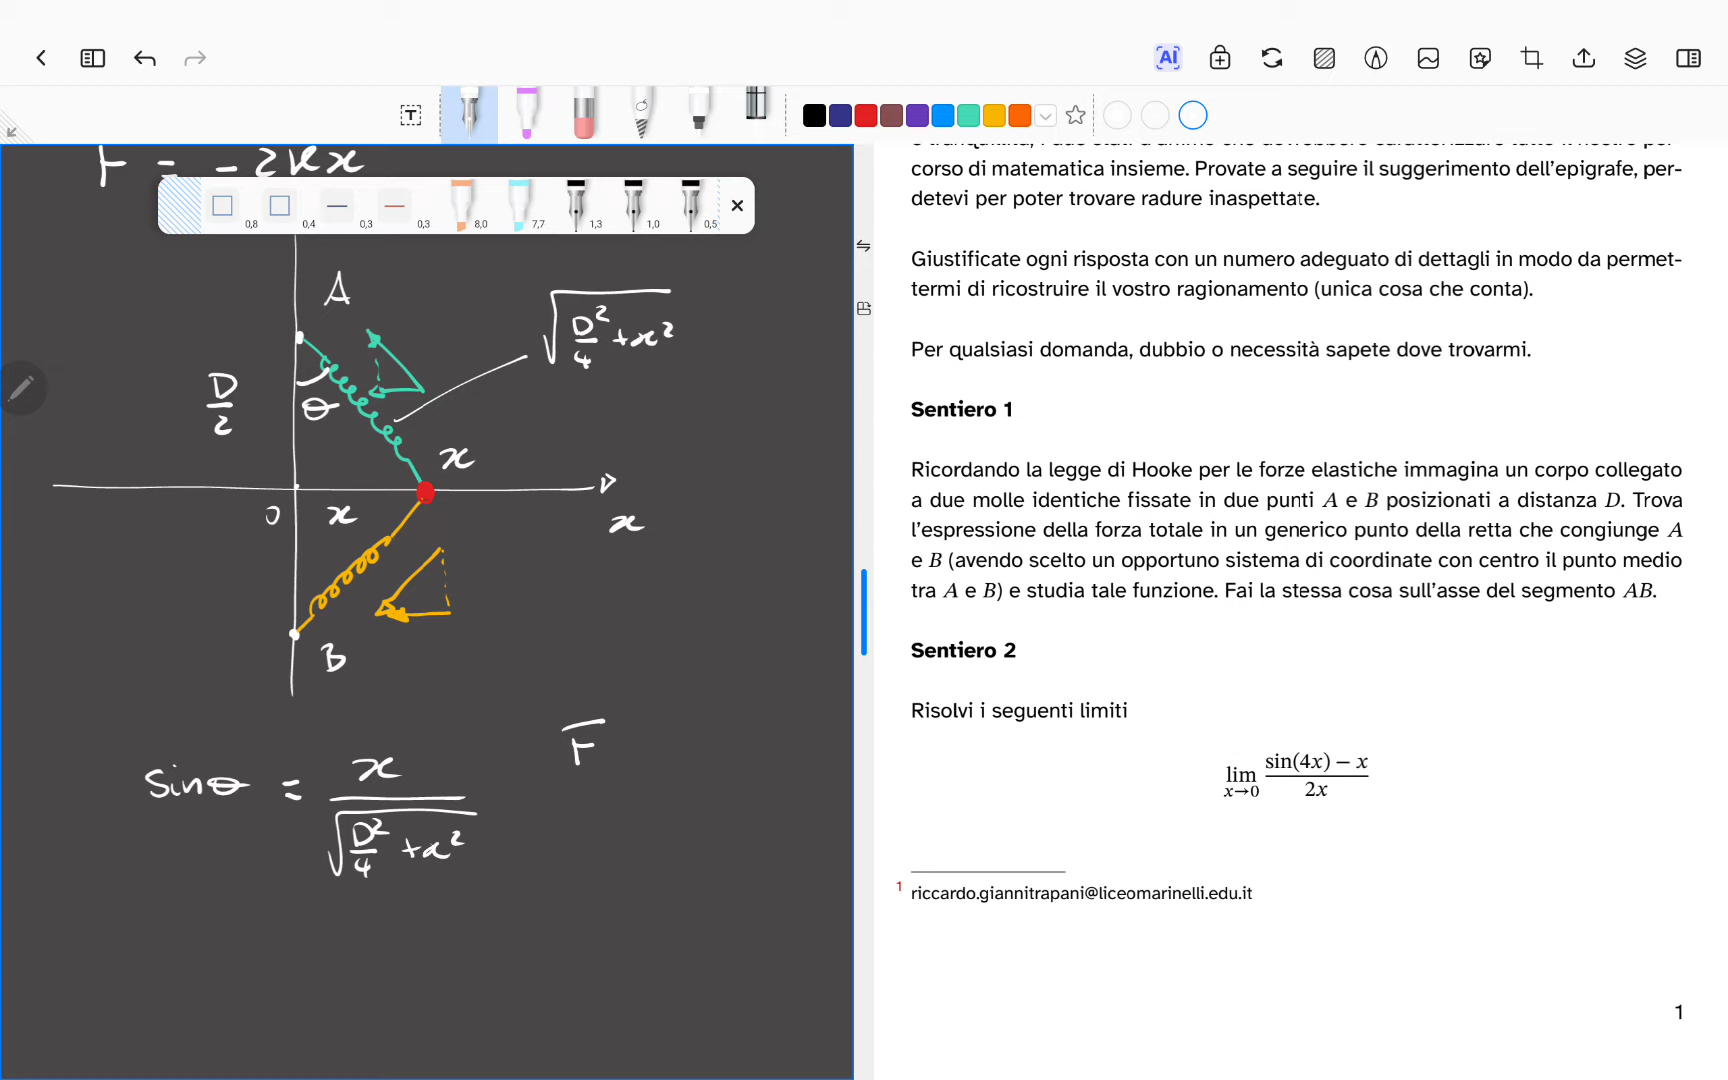 AI
T
F = - 2kx
0,8
0,4
0,3
0,3
8,0
7,7
1,3
1,0
0,5
A
√(D²/4 + x²)
D/2
θ
x
0
x
x
B
F
sinθ = x / √(D²/4 + x²)
corso di matematica insieme. Provate a seguire il suggerimento dell'epigrafe, per-
detevi per poter trovare radure inaspettate.
Giustificate ogni risposta con un numero adeguato di dettagli in modo da permet-
termi di ricostruire il vostro ragionamento (unica cosa che conta).
Per qualsiasi domanda, dubbio o necessità sapete dove trovarmi.
Sentiero 1
Ricordando la legge di Hooke per le forze elastiche immagina un corpo collegato
a due molle identiche fissate in due punti A e B posizionati a distanza D. Trova
l'espressione della forza totale in un generico punto della retta che congiunge A
e B (avendo scelto un opportuno sistema di coordinate con centro il punto medio
tra A e B) e studia tale funzione. Fai la stessa cosa sull'asse del segmento AB.
Sentiero 2
Risolvi i seguenti limiti
lim x→0 (sin(4x) − x) / 2x
1 riccardo.giannitrapani@liceomarinelli.edu.it
1